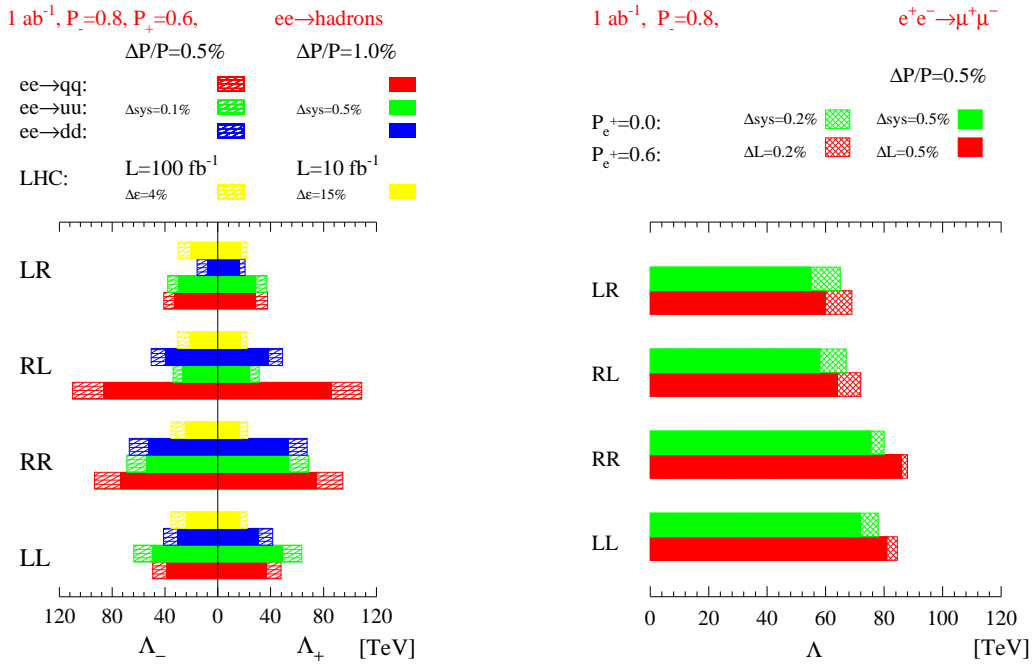 1 ab⁻¹, P₋=0.8, P₊=0.6, ee→hadrons
ΔP/P=0.5% ΔP/P=1.0%
ee→qq:
ee→uu: Δsys=0.1% Δsys=0.5%
ee→dd:
LHC: L=100 fb⁻¹ L=10 fb⁻¹
Δε=4% Δε=15%
LR
RL
RR
LL
120 80 40 0 40 80 120
Λ₋ Λ₊ [TeV]
1 ab⁻¹, P₋=0.8, e⁺e⁻→μ⁺μ⁻
ΔP/P=0.5%
P_e⁺=0.0: Δsys=0.2% Δsys=0.5%
P_e⁺=0.6: ΔL=0.2% ΔL=0.5%
LR
RL
RR
LL
0 20 40 60 80 100 120
Λ [TeV]